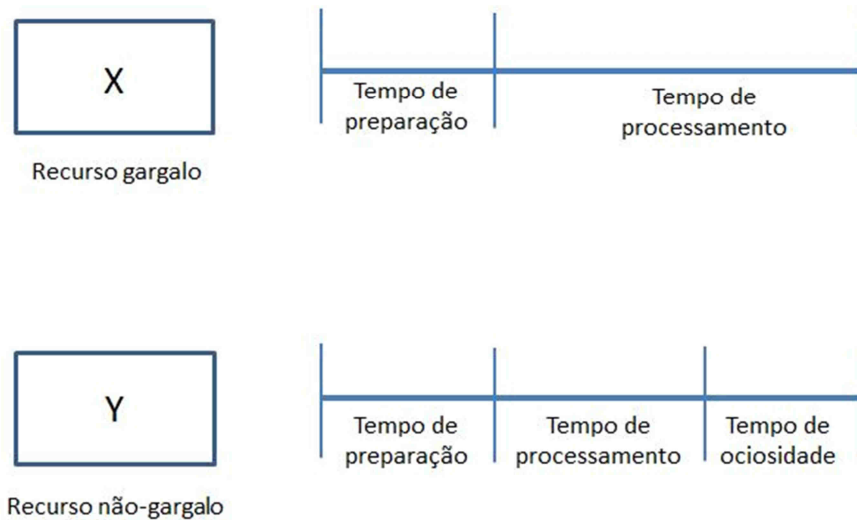 X
Recurso gargalo
Tempo de
preparação
Tempo de
processamento
Y
Recurso não-gargalo
Tempo de
preparação
Tempo de
processamento
Tempo de
ociosidade